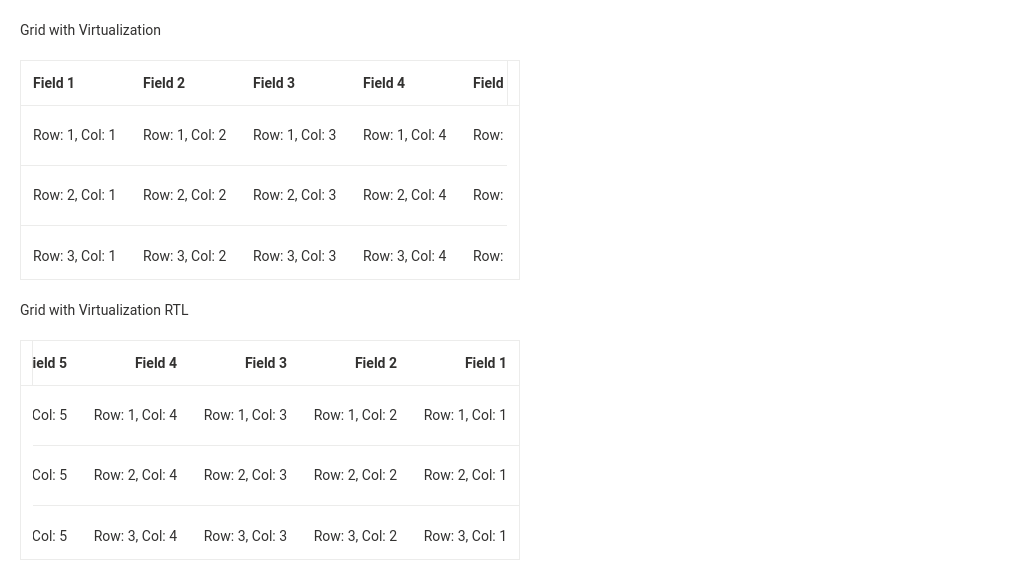 Grid with Virtualization
Field 1 Field 2 Field 3 Field 4 Field
Row: 1, Col: 1 Row: 1, Col: 2 Row: 1, Col: 3 Row: 1, Col: 4 Row:
Row: 2, Col: 1 Row: 2, Col: 2 Row: 2, Col: 3 Row: 2, Col: 4 Row:
Row: 3, Col: 1 Row: 3, Col: 2 Row: 3, Col: 3 Row: 3, Col: 4 Row:
Grid with Virtualization RTL
ield 5 Field 4 Field 3 Field 2 Field 1
Col: 5 Row: 1, Col: 4 Row: 1, Col: 3 Row: 1, Col: 2 Row: 1, Col: 1
Col: 5 Row: 2, Col: 4 Row: 2, Col: 3 Row: 2, Col: 2 Row: 2, Col: 1
Col: 5 Row: 3, Col: 4 Row: 3, Col: 3 Row: 3, Col: 2 Row: 3, Col: 1